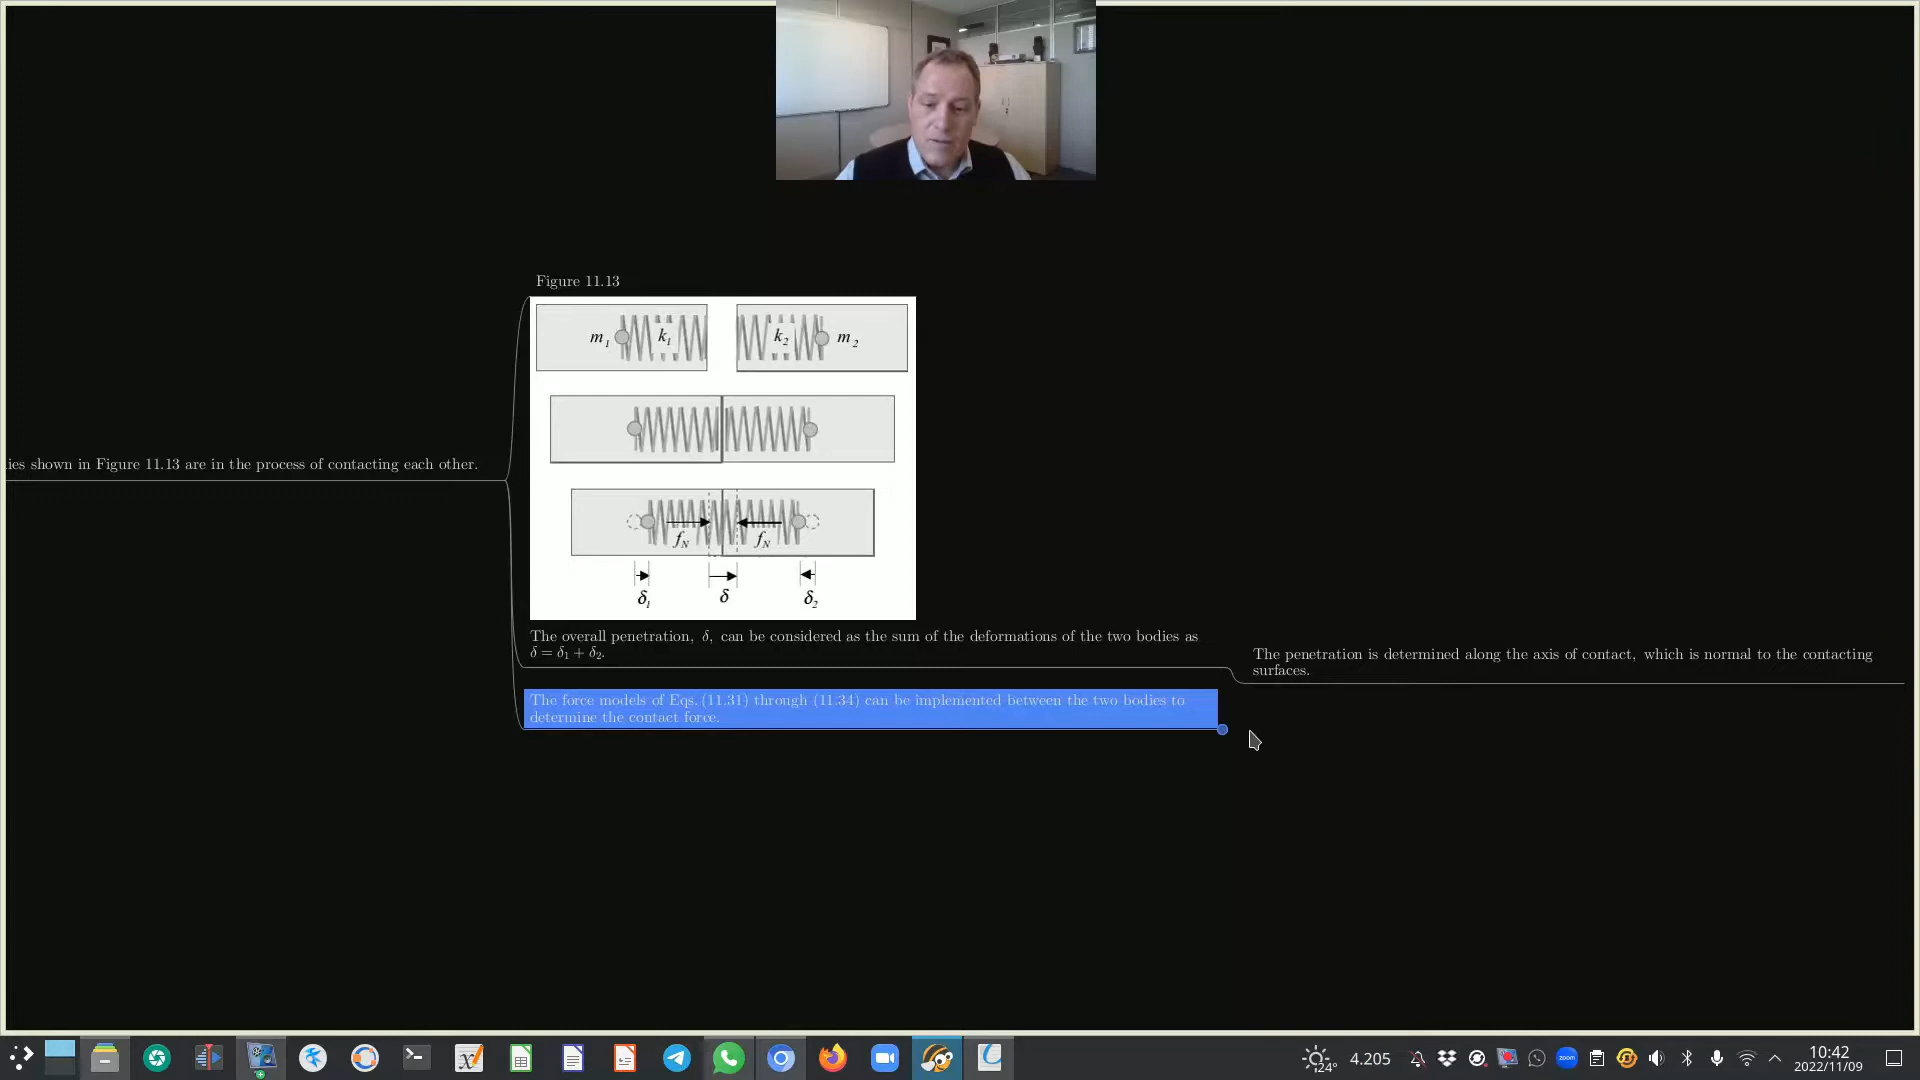 Figure 11.13
m1 k1 k2 m2
fN fN
δ1 δ δ2
ies shown in Figure 11.13 are in the process of contacting each other.
The overall penetration, δ, can be considered as the sum of the deformations of the two bodies as
δ = δ1 + δ2.
The penetration is determined along the axis of contact, which is normal to the contacting
surfaces.
The force models of Eqs. (11.31) through (11.34) can be implemented between the two bodies to
determine the contact force.
24°
4.205
zoom
10:42
2022/11/09